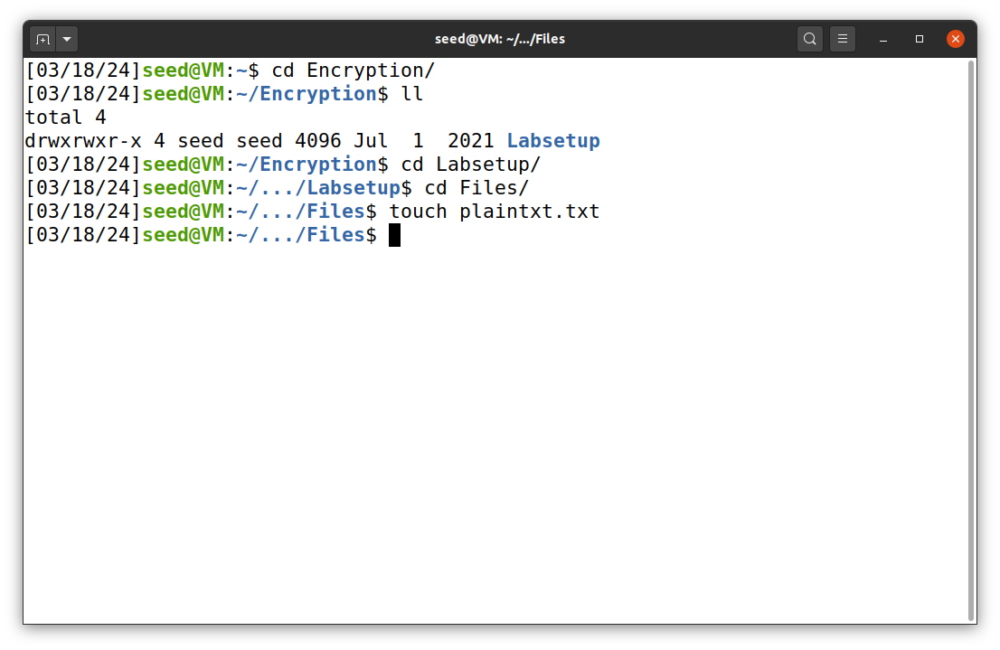 seed@VM: ~/.../Files
[03/18/24]seed@VM:~$ cd Encryption/
[03/18/24]seed@VM:~/Encryption$ ll
total 4
drwxrwxr-x 4 seed seed 4096 Jul  1  2021 Labsetup
[03/18/24]seed@VM:~/Encryption$ cd Labsetup/
[03/18/24]seed@VM:~/.../Labsetup$ cd Files/
[03/18/24]seed@VM:~/.../Files$ touch plaintxt.txt
[03/18/24]seed@VM:~/.../Files$